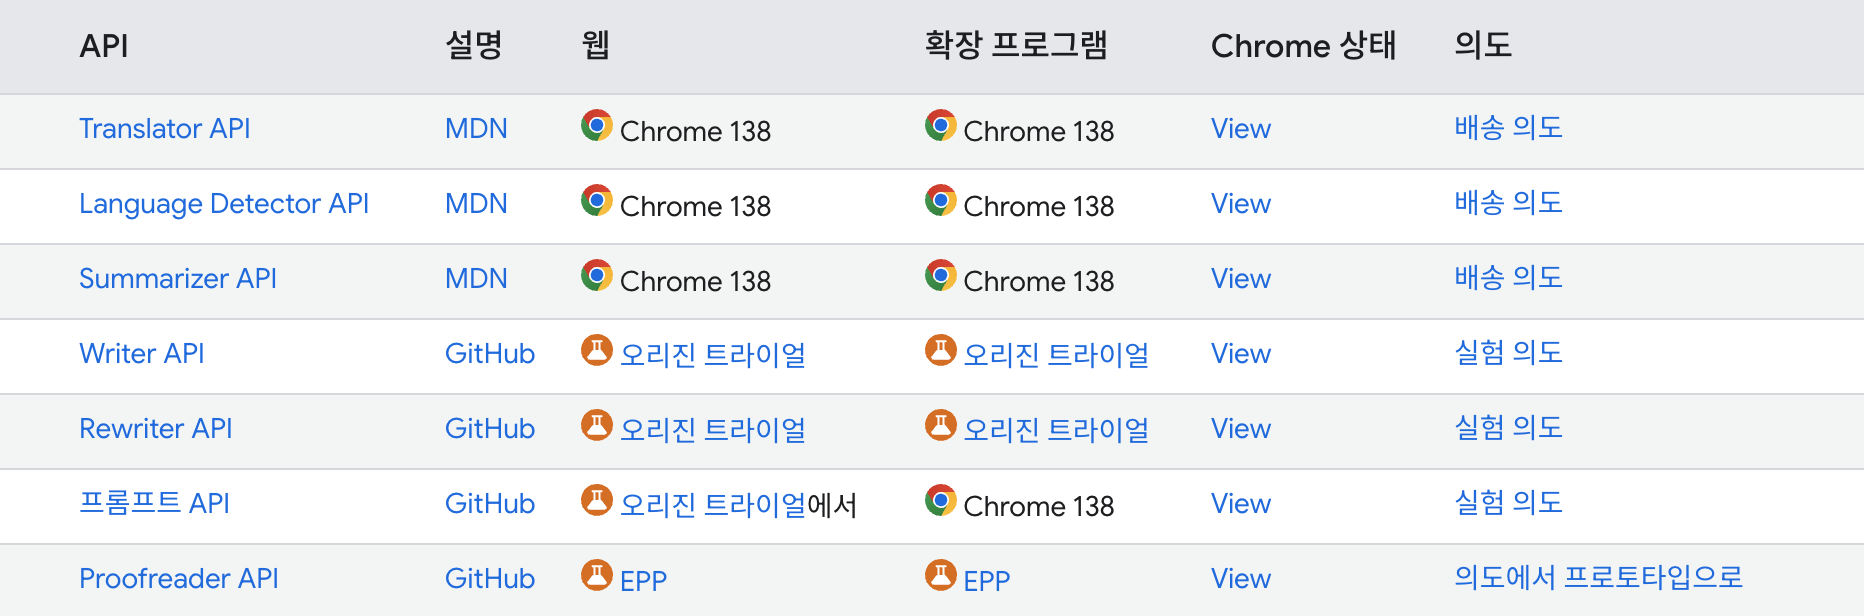 API 설명 웹 확장 프로그램 Chrome 상태 의도
Translator API MDN Chrome 138 Chrome 138 View 배송 의도
Language Detector API MDN Chrome 138 Chrome 138 View 배송 의도
Summarizer API MDN Chrome 138 Chrome 138 View 배송 의도
Writer API GitHub 오리진 트라이얼 오리진 트라이얼 View 실험 의도
Rewriter API GitHub 오리진 트라이얼 오리진 트라이얼 View 실험 의도
프롬프트 API GitHub 오리진 트라이얼에서 Chrome 138 View 실험 의도
Proofreader API GitHub EPP EPP View 의도에서 프로토타입으로